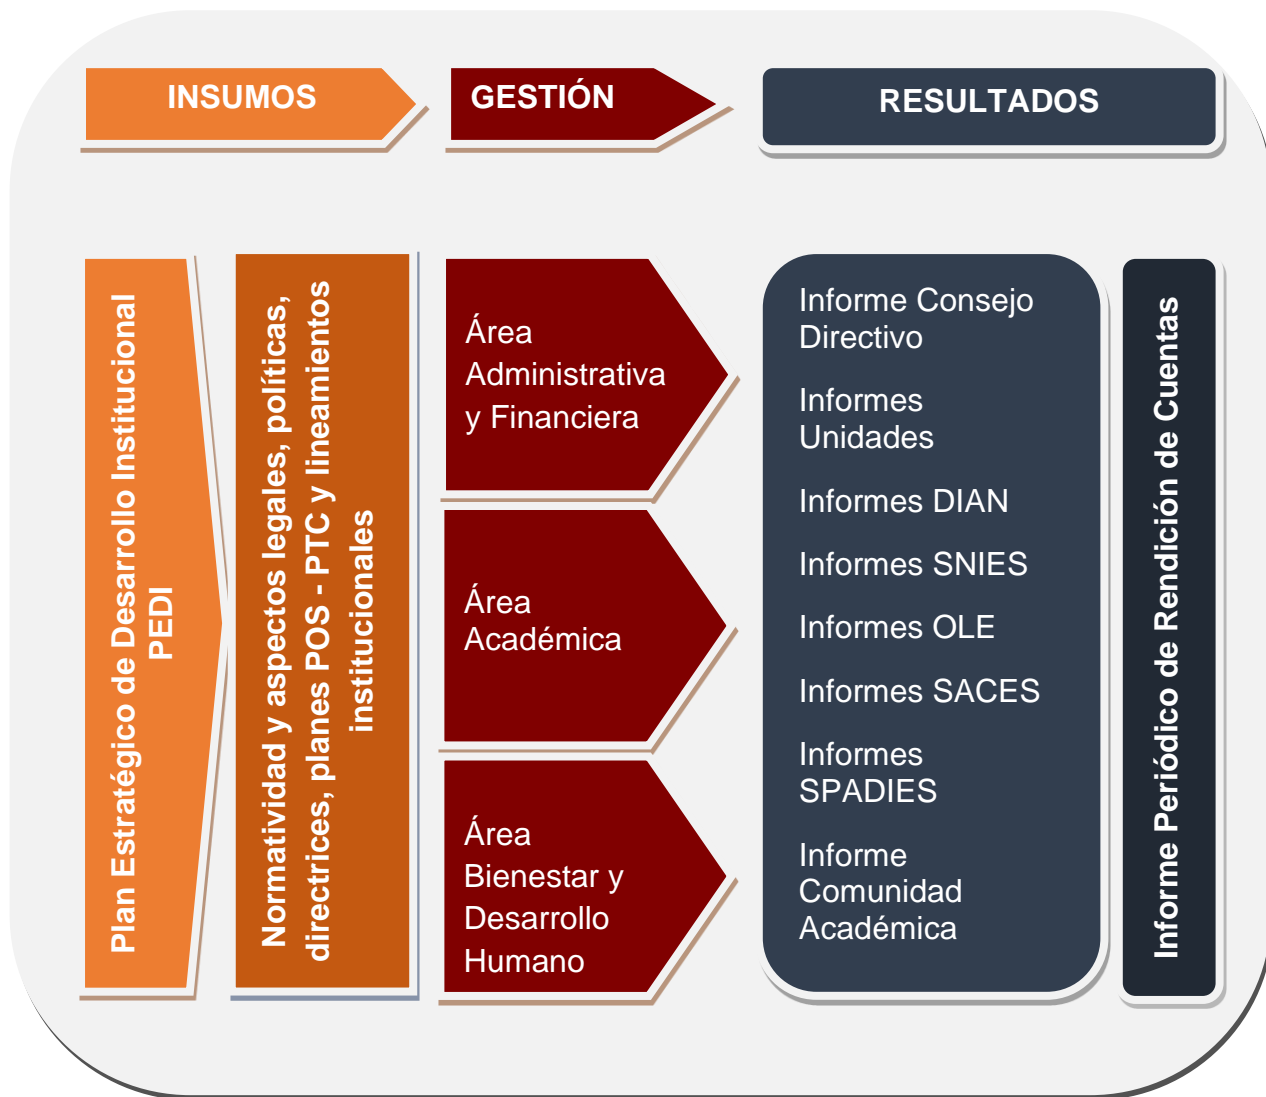 INSUMOS
GESTIÓN
RESULTADOS
Plan Estratégico de Desarrollo Institucional
PEDI
Normatividad y aspectos legales, políticas,
directrices, planes POS - PTC y lineamientos
institucionales
Área
Administrativa
y Financiera
Área
Académica
Área
Bienestar y
Desarrollo
Humano
Informe Consejo
Directivo
Informes
Unidades
Informes DIAN
Informes SNIES
Informes OLE
Informes SACES
Informes
SPADIES
Informe
Comunidad
Académica
Informe Periódico de Rendición de Cuentas